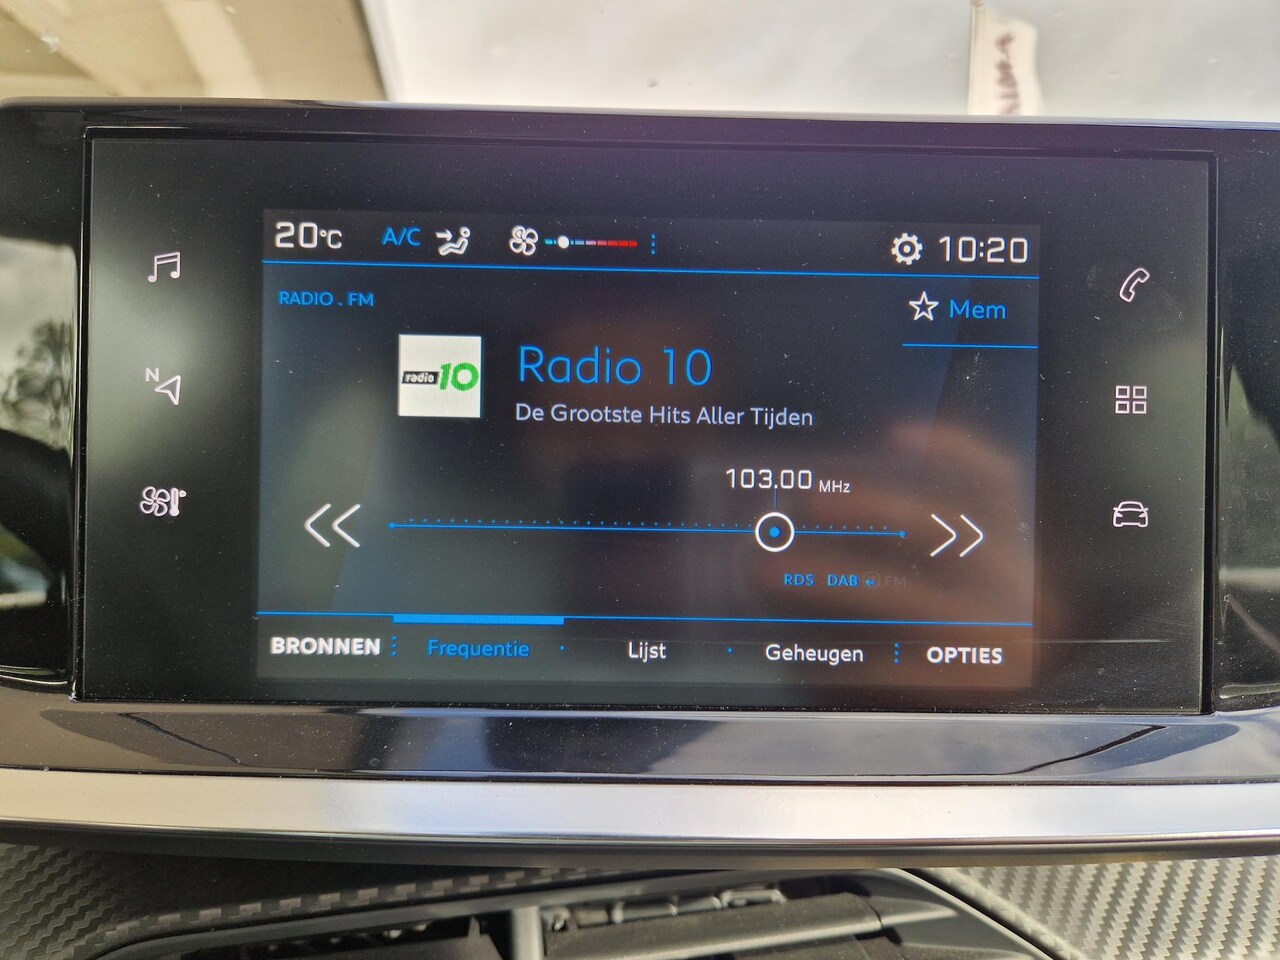 20°C A/C 10:20
RADIO . FM
Mem
radio 10
Radio 10
De Grootste Hits Aller Tijden
103.00 MHz
N
RDS DAB FM
BRONNEN Frequentie Lijst Geheugen OPTIES